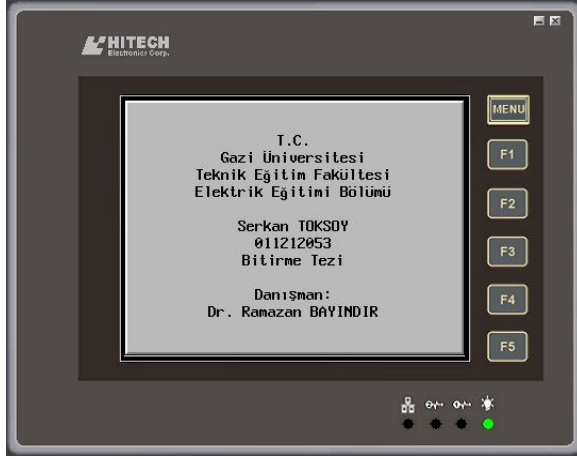 HITECH
Electronics Corp.
MENU
T.C.
Gazi Üniversitesi
Teknik Eğitim Fakültesi
Elektrik Eğitimi Bölümü
Serkan TOKSOY
011212053
Bitirme Tezi
Danışman:
Dr. Ramazan BAYINDIR
F1
F2
F3
F4
F5